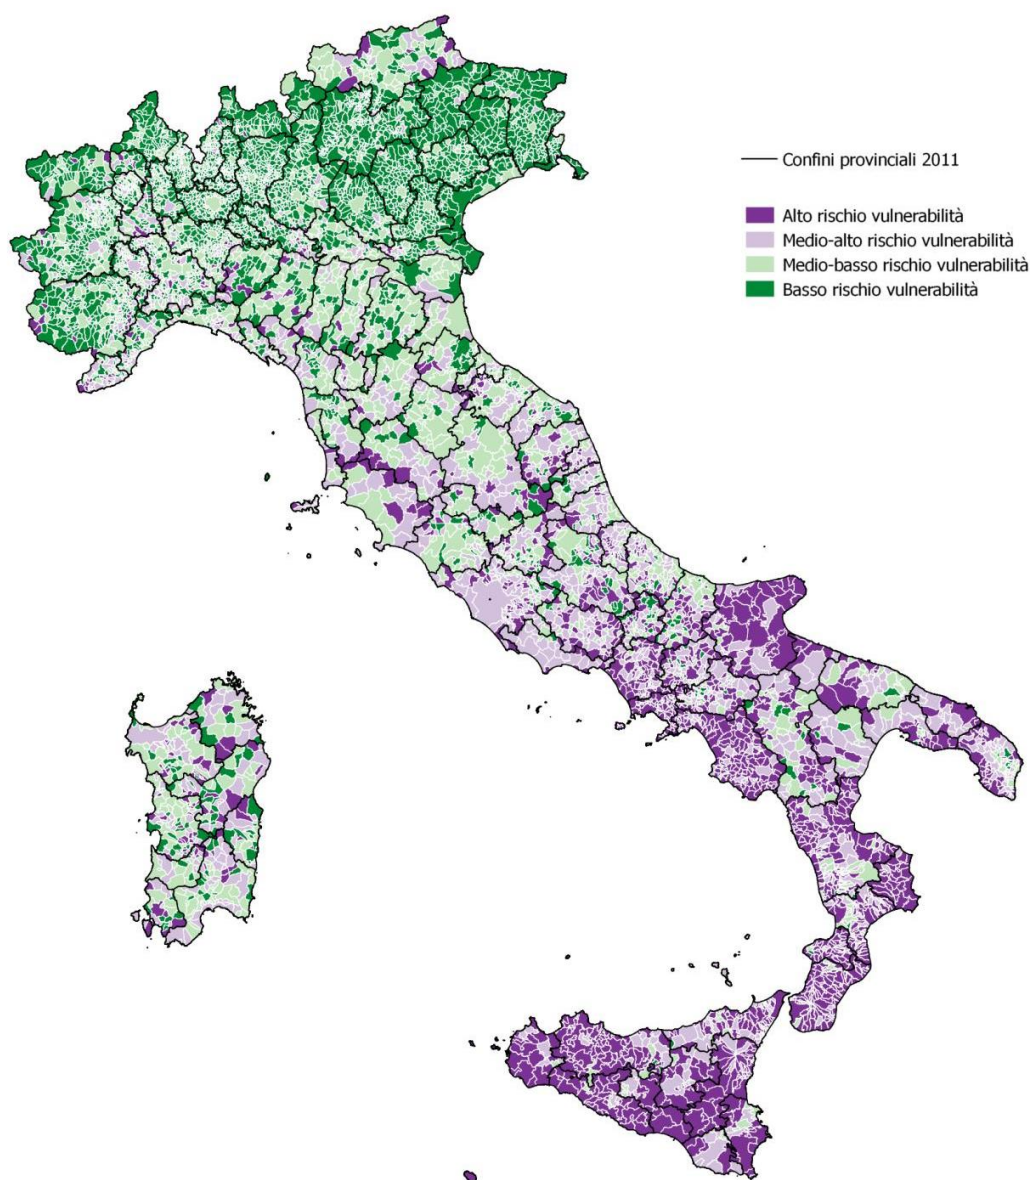 Confini provinciali 2011
Alto rischio vulnerabilità
Medio-alto rischio vulnerabilità
Medio-basso rischio vulnerabilità
Basso rischio vulnerabilità